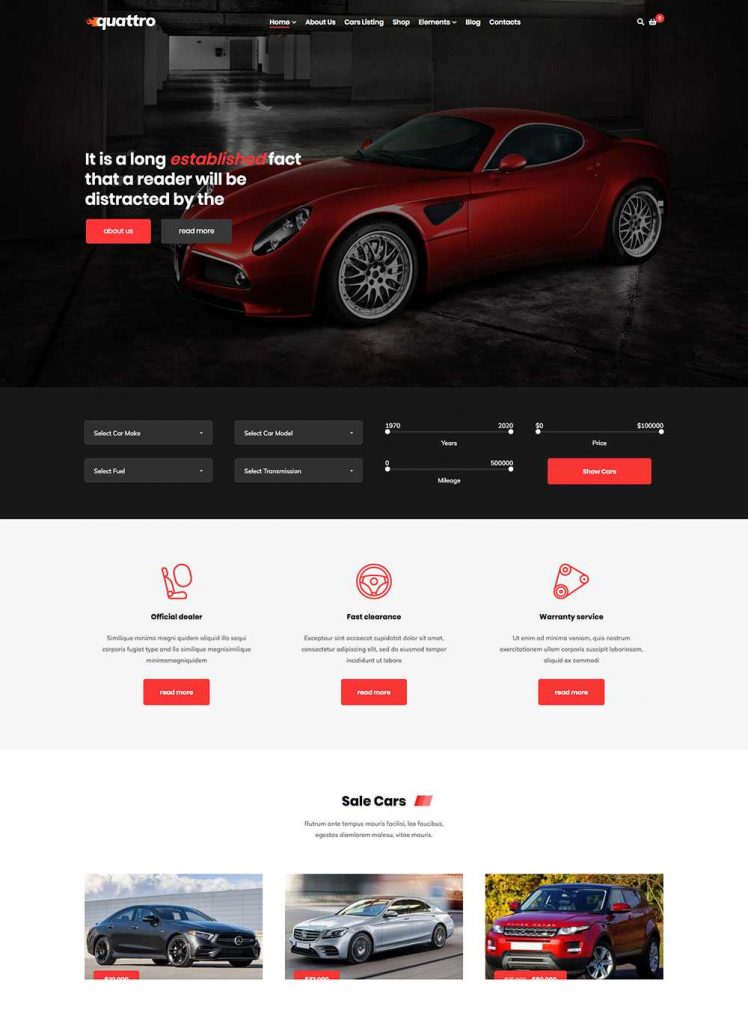 quattro
Home
About Us
Cars Listing
Shop
Elements
Blog
Contacts
It is a long established fact
that a reader will be
distracted by the
about us
read more
Select Car Make
Select Car Model
1970 2020
Years
$0 $100000
Price
Select Fuel
Select Transmission
0 500000
Mileage
Show Cars
Official dealer
Similique minima magni quidem aliquid illo sequi
corporis fugiat type and llo similique magnisimilique
minimamagniquidem
read more
Fast clearance
Excepteur sint occaecat cupidatat dolor sit amet,
consectetur adipiscing elit, sed do eiusmod tempor
incididunt ut labore
read more
Warranty service
Ut enim ad minima veniam, quis nostrum
exercitationem ullam corporis suscipit laboriosam,
aliquid ex commodi
read more
Sale Cars
Rutrum ante tempus mauris facilisi, leo faucibus,
egestas diamlorem malesu, vitae mauris.